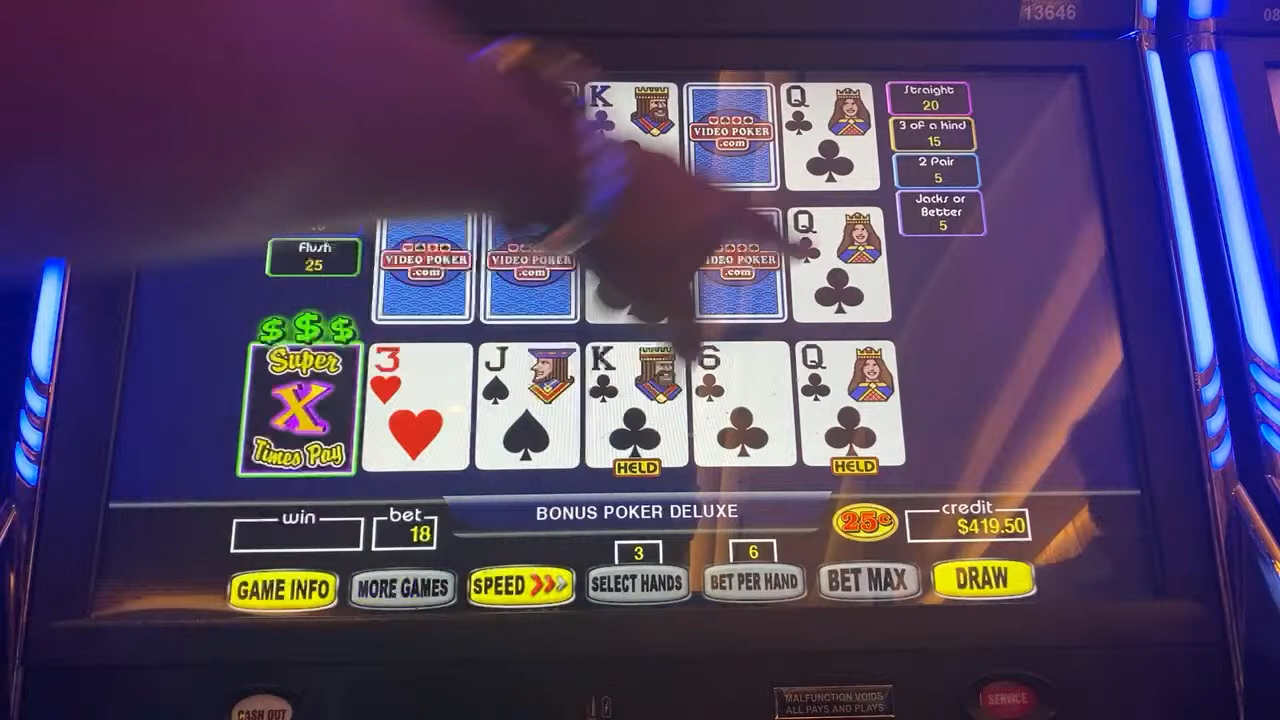 13646
08
K
VIDEO POKER
.com
Q
Straight
20
3 of a kind
15
2 Pair
5
Jacks or
Better
5
Flush
25
VIDEO POKER
.com
VIDEO POKER
.com
VIDEO POKER
.com
Q
$ $ $
Super
X
Times Pay
3
J
K
6
Q
HELD
HELD
win
bet
18
BONUS POKER DELUXE
25¢
credit
$419.50
3
6
GAME INFO
MORE GAMES
SPEED
SELECT HANDS
BET PER HAND
BET MAX
DRAW
CASH OUT
MALFUNCTION VOIDS
ALL PAYS AND PLAYS
SERVICE